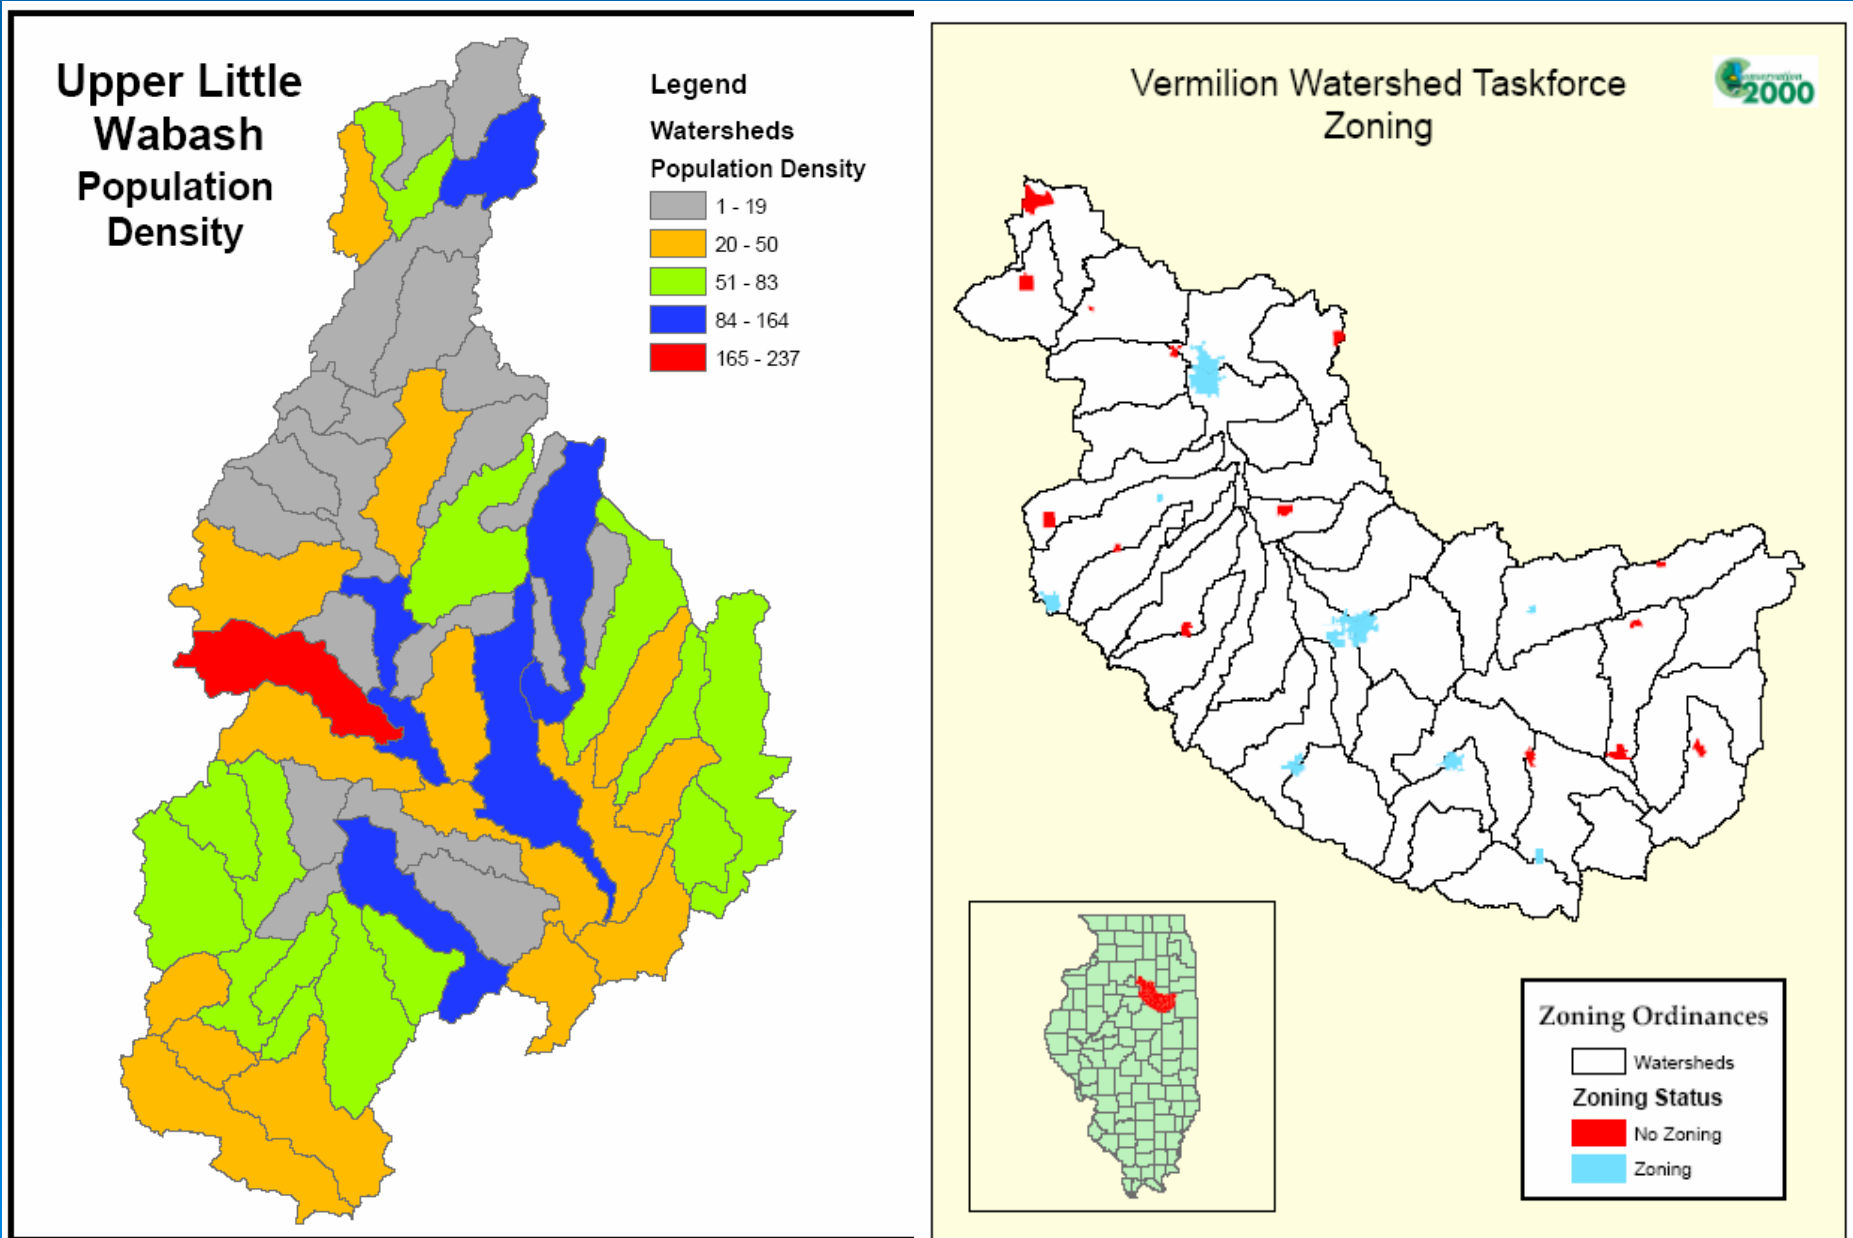 Upper Little
Wabash
Population
Density
Legend
Watersheds
Population Density
1 - 19
20 - 50
51 - 83
84 - 164
165 - 237
Vermilion Watershed Taskforce
Zoning
Conservation
2000
Zoning Ordinances
Watersheds
Zoning Status
No Zoning
Zoning